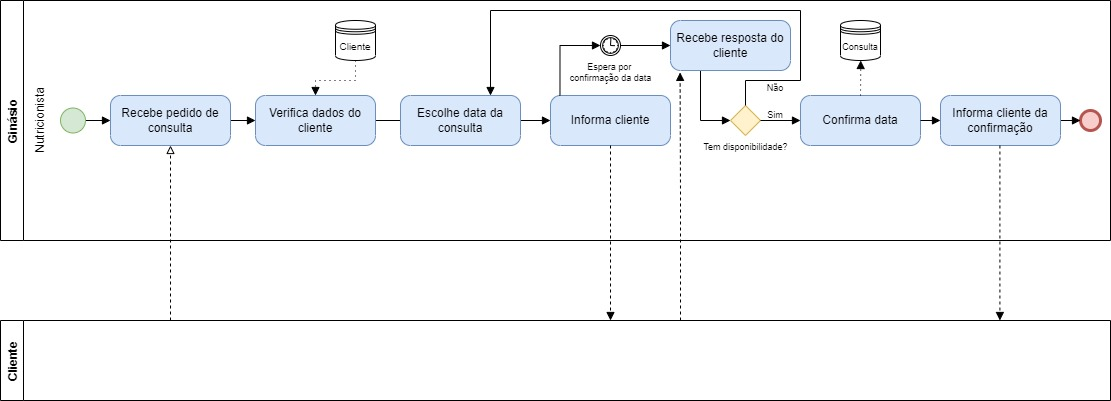 Ginásio
Nutricionista
Recebe pedido de
consulta
Verifica dados do
cliente
Cliente
Escolhe data da
consulta
Informa cliente
Espera por
confirmação da data
Recebe resposta do
cliente
Não
Sim
Tem disponibilidade?
Consulta
Confirma data
Informa cliente da
confirmação
Cliente